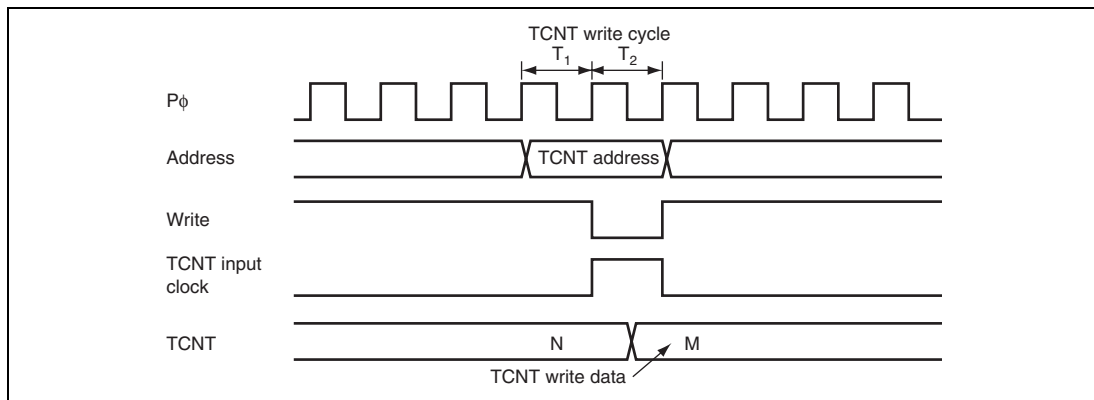 TCNT write cycle
T1 T2
Pϕ
Address
TCNT address
Write
TCNT input
clock
TCNT
N
M
TCNT write data